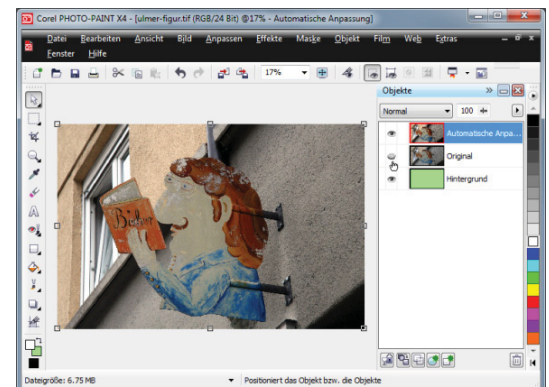 Corel PHOTO-PAINT X4 - [ulmer-figur.tif (RGB/24 Bit) @17% - Automatische Anpassung]
Datei Bearbeiten Ansicht Bild Anpassen Effekte Maske Objekt Film Web Extras
Fenster Hilfe
17%
Objekte
Normal 100
Automatische Anpa...
Original
Hintergrund
Bücher
Dateigröße: 6.75 MB Positioniert das Objekt bzw. die Objekte